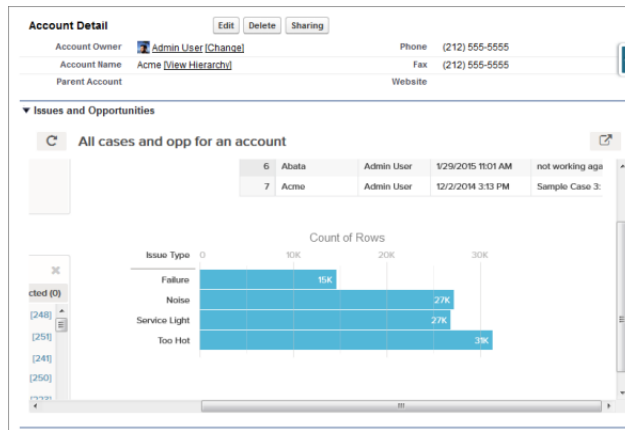 Account Detail Edit Delete Sharing
Account Owner Admin User [Change] Phone (212) 555-5555
Account Name Acme [View Hierarchy] Fax (212) 555-5555
Parent Account Website
Issues and Opportunities
All cases and opp for an account
6 Abata Admin User 1/29/2015 11:01 AM not working aga
7 Acme Admin User 12/2/2014 3:13 PM Sample Case 3:
Count of Rows
Issue Type 0 10K 20K 30K
Failure 15K
Noise 27K
Service Light 27K
Too Hot 31K
cted (0)
[248]
[251]
[241]
[250]